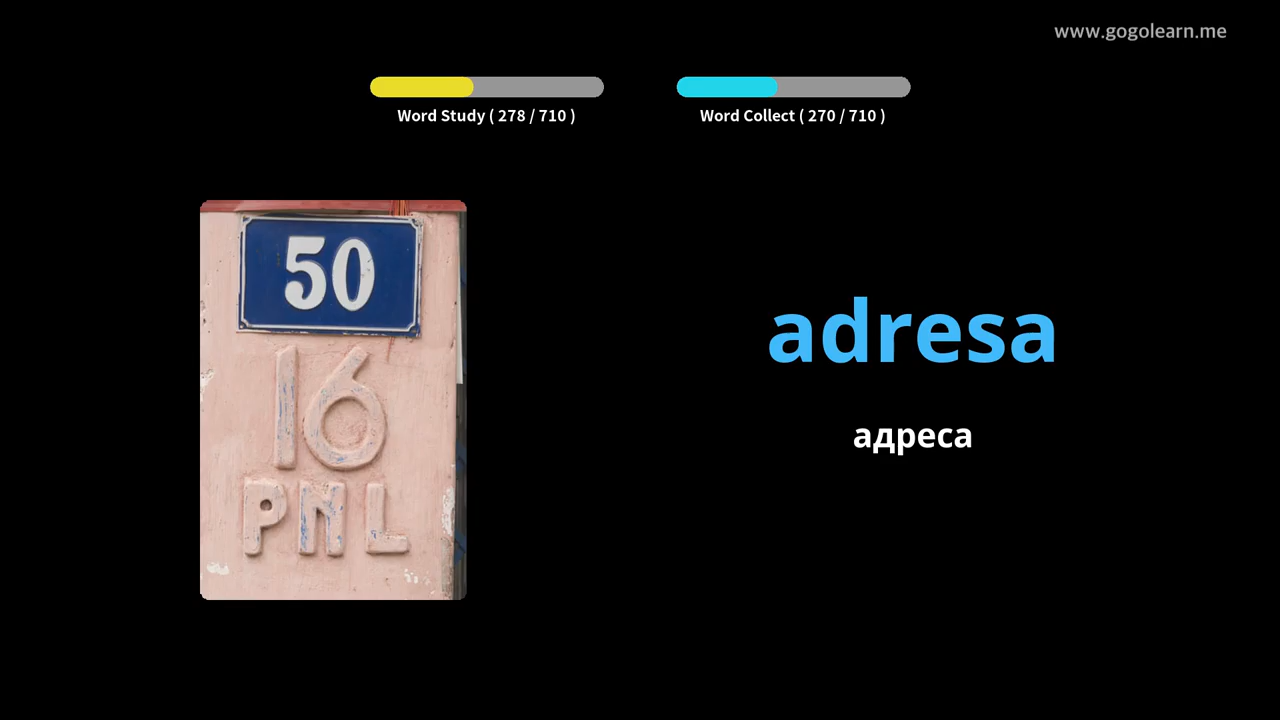 www.gogolearn.me
Word Study ( 278 / 710 )
Word Collect ( 270 / 710 )
50
16
PNL
adresa
адреса